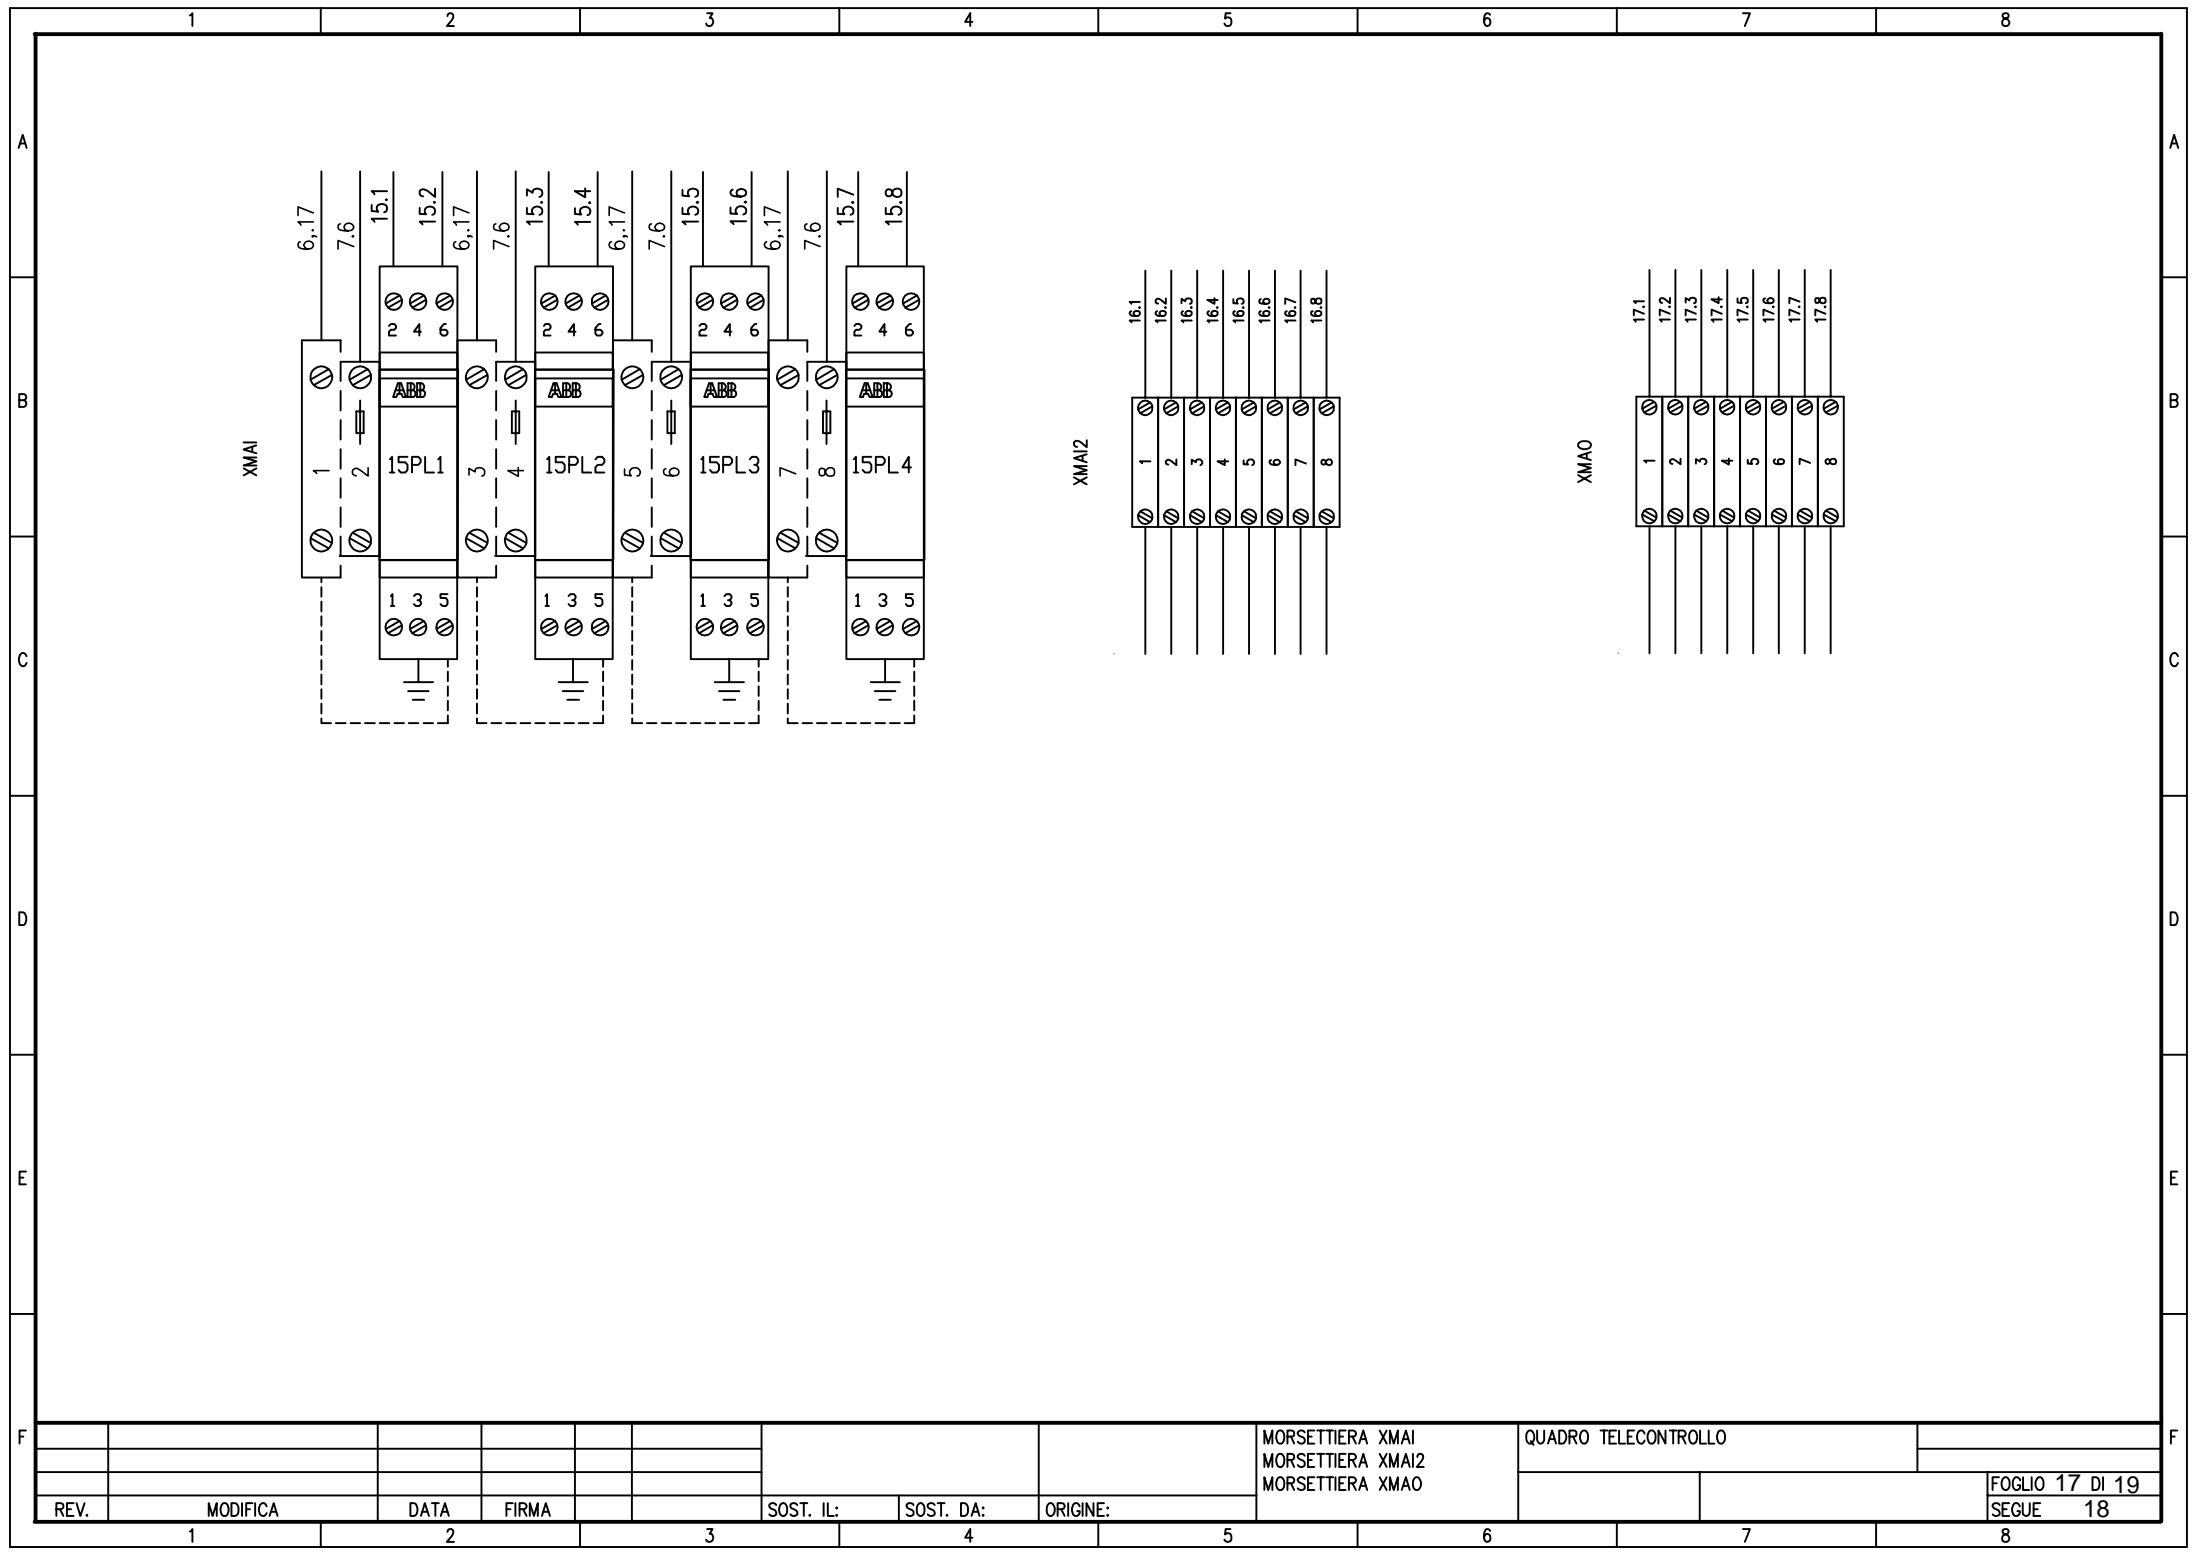 1 2 3 4 5 6 7 8
A A
6,.17 7.6 15.1 15.2 6,.17 7.6 15.3 15.4 6,.17 7.6 15.5 15.6 6,.17 7.6 15.7 15.8
16.1 16.2 16.3 16.4 16.5 16.6 16.7 16.8
17.1 17.2 17.3 17.4 17.5 17.6 17.7 17.8
2 4 6 2 4 6 2 4 6 2 4 6
B B
ABB ABB ABB ABB
XMAI
1 2 15PL1 3 4 15PL2 5 6 15PL3 7 8 15PL4
XMAI2
1 2 3 4 5 6 7 8
XMAO
1 2 3 4 5 6 7 8
1 3 5 1 3 5 1 3 5 1 3 5
C C
D D
E E
F F
MORSETTIERA XMAI
MORSETTIERA XMAI2
MORSETTIERA XMAO
QUADRO TELECONTROLLO
FOGLIO 17 DI 19
REV. MODIFICA DATA FIRMA SOST. IL: SOST. DA: ORIGINE:
SEGUE 18
1 2 3 4 5 6 7 8